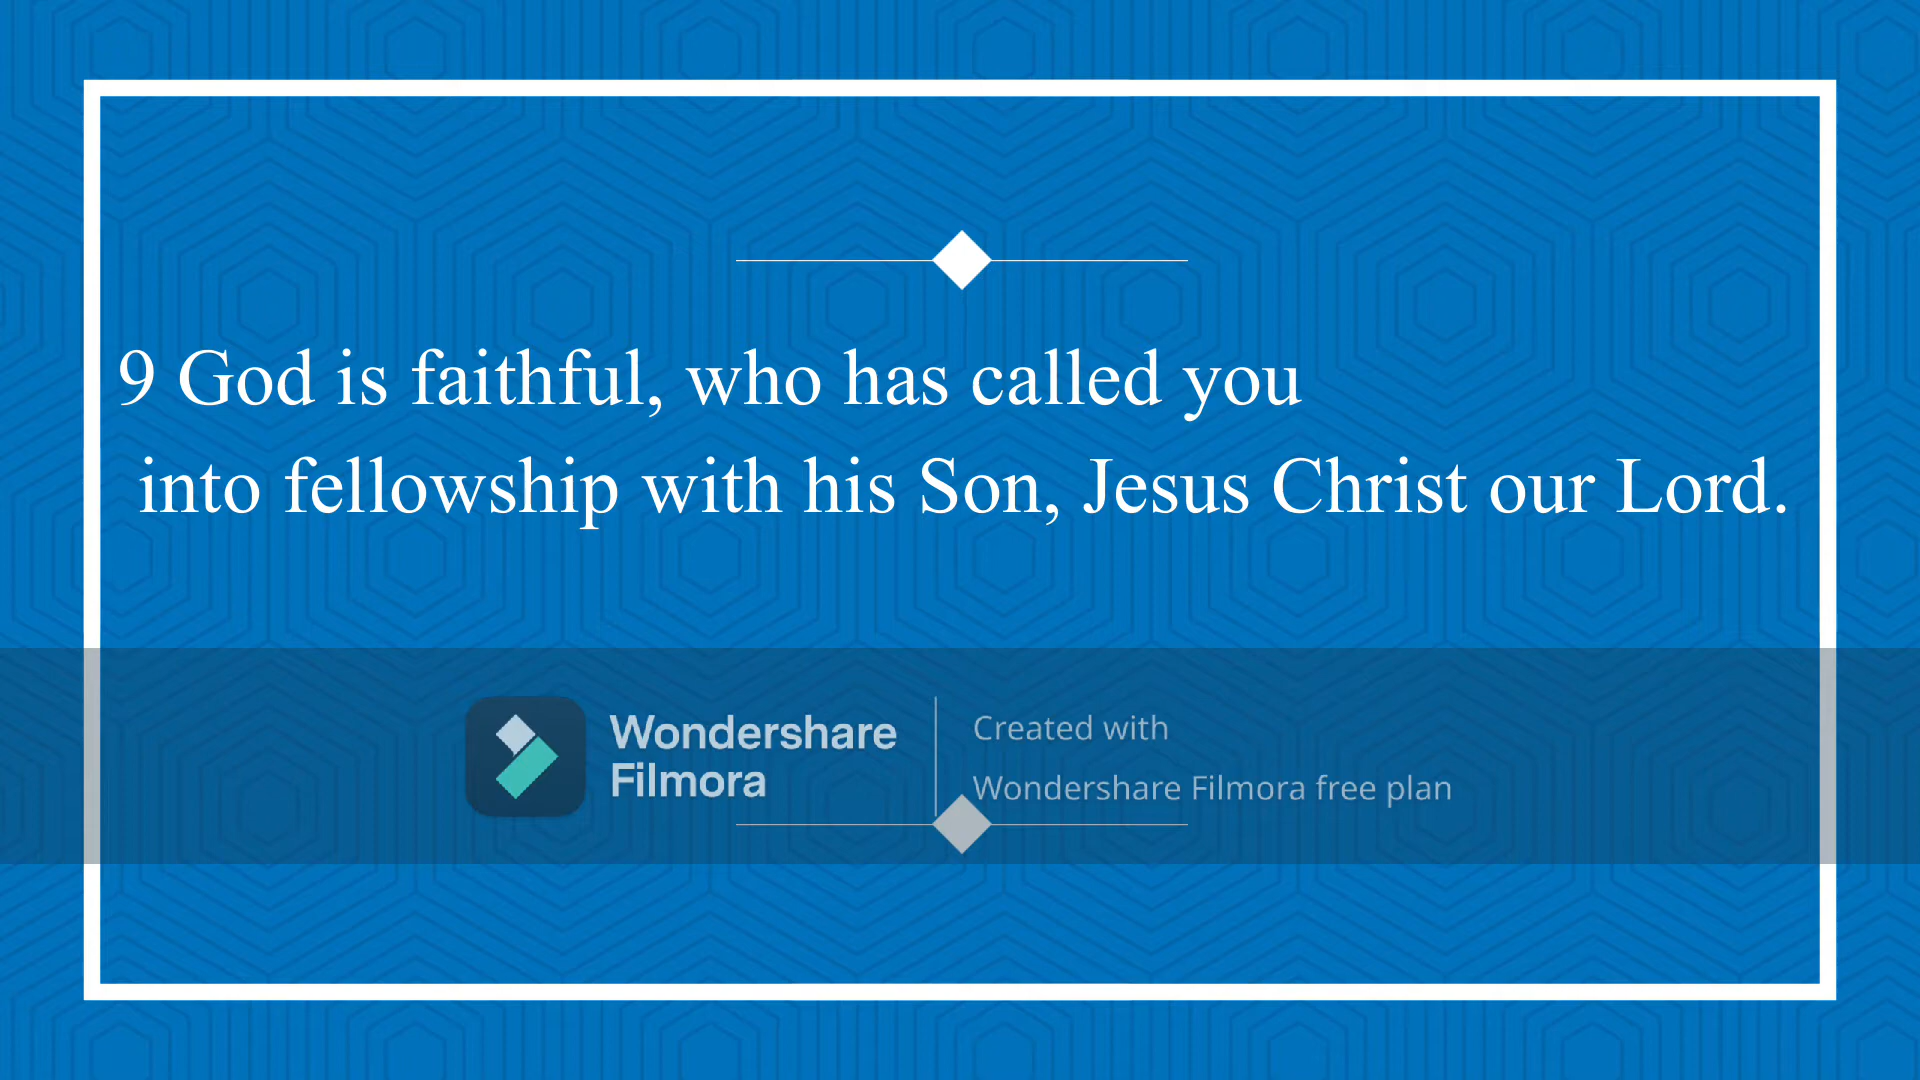 9 God is faithful, who has called you
into fellowship with his Son, Jesus Christ our Lord.
Wondershare
Filmora
Created with
Wondershare Filmora free plan